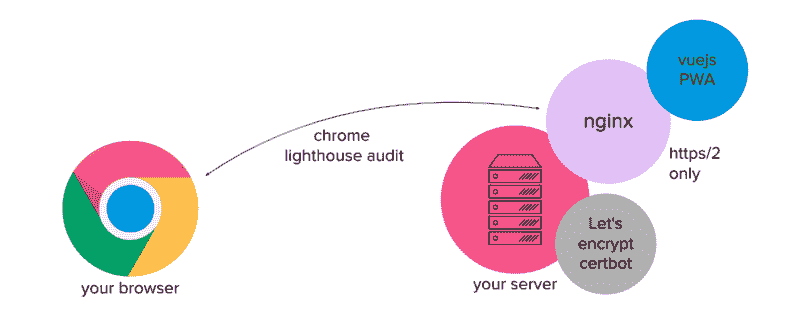 vuejs
PWA
nginx
chrome
lighthouse audit
https/2
only
Let's
encrypt
certbot
your browser
your server